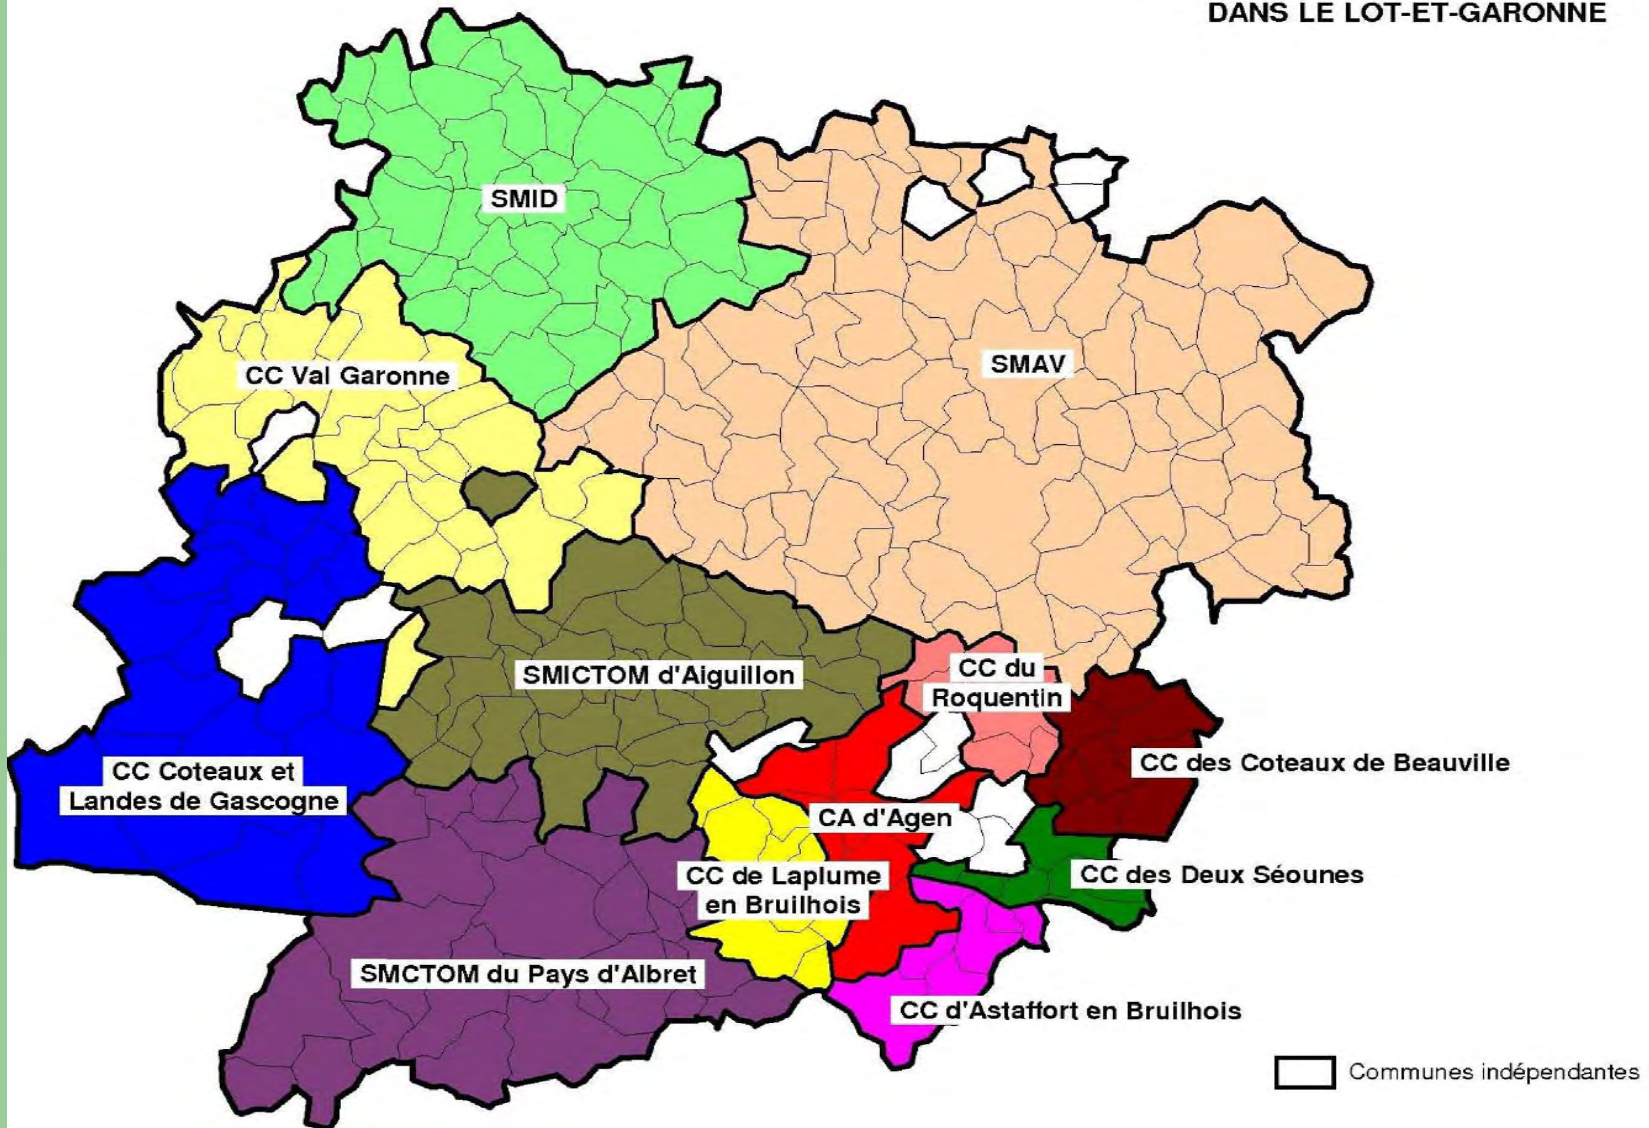 DANS LE LOT-ET-GARONNE
SMID
SMAV
CC Val Garonne
SMICTOM d'Aiguillon
CC du
Roquentin
CC des Coteaux de Beauville
CC Coteaux et
Landes de Gascogne
CA d'Agen
CC de Laplume
en Bruilhois
CC des Deux Séounes
SMCTOM du Pays d'Albret
CC d'Astaffort en Bruilhois
Communes indépendantes